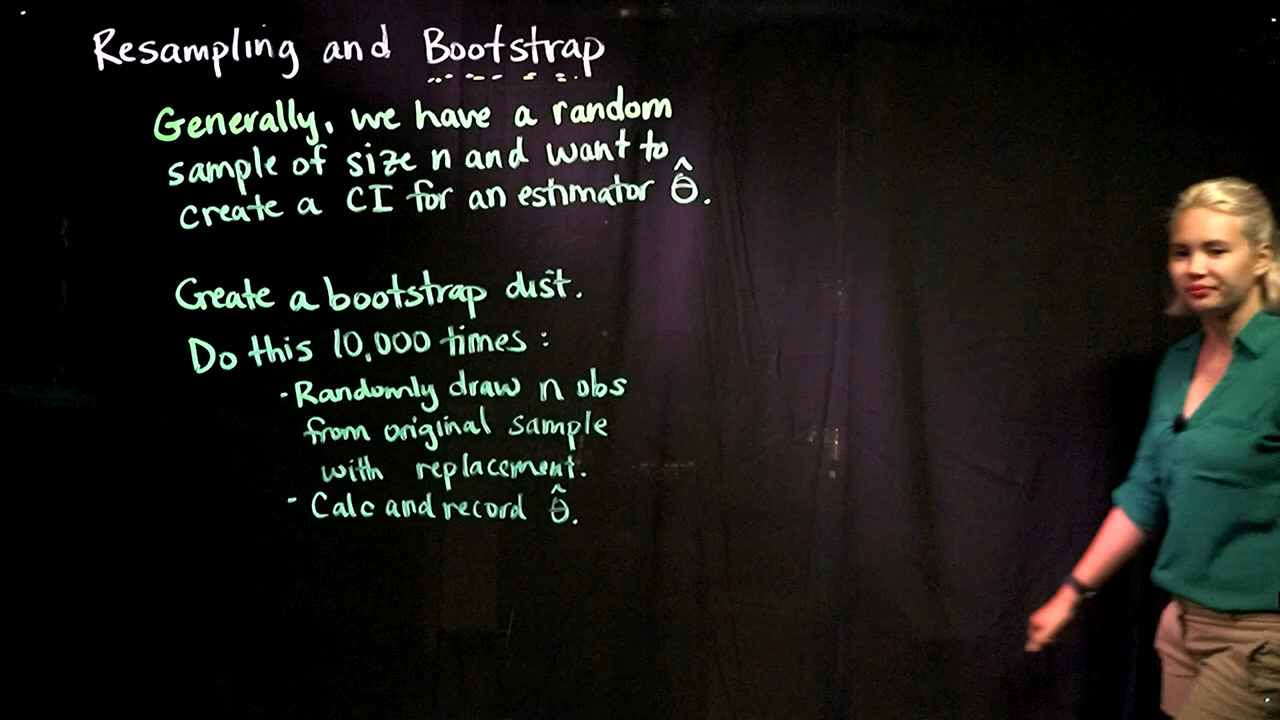 Resampling and Bootstrap
Generally, we have a random
sample of size n and want to
create a CI for an estimator θ̂.
Create a bootstrap dist.
Do this 10,000 times:
- Randomly draw n obs
from original sample
with replacement.
- Calc and record θ̂.